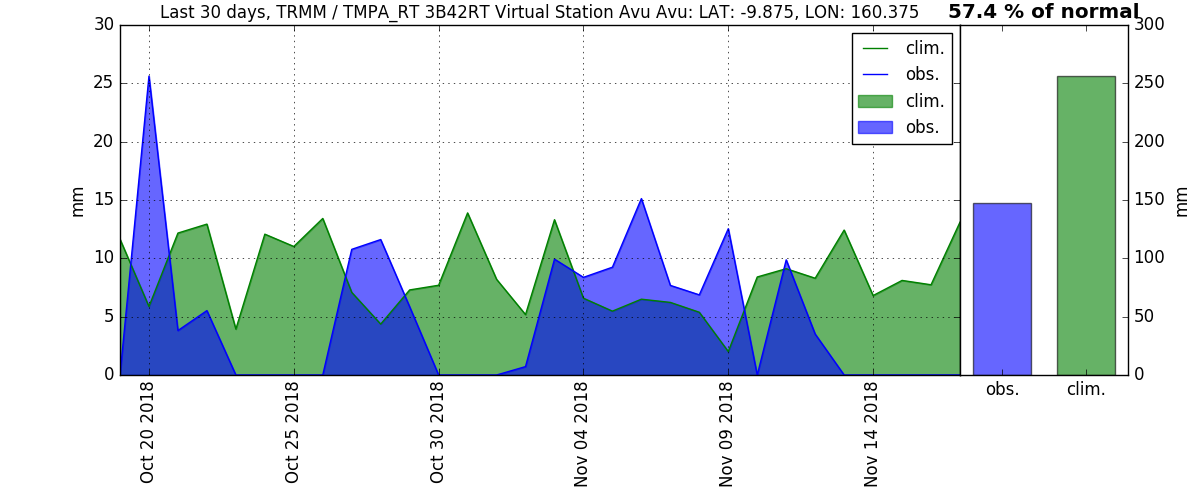 Last 30 days, TRMM / TMPA_RT 3B42RT Virtual Station Avu Avu: LAT: -9.875, LON: 160.375
57.4 % of normal
30
25
20
15
10
5
0
mm
clim.
obs.
clim.
obs.
Oct 20 2018
Oct 25 2018
Oct 30 2018
Nov 04 2018
Nov 09 2018
Nov 14 2018
300
250
200
150
100
50
0
mm
obs.
clim.